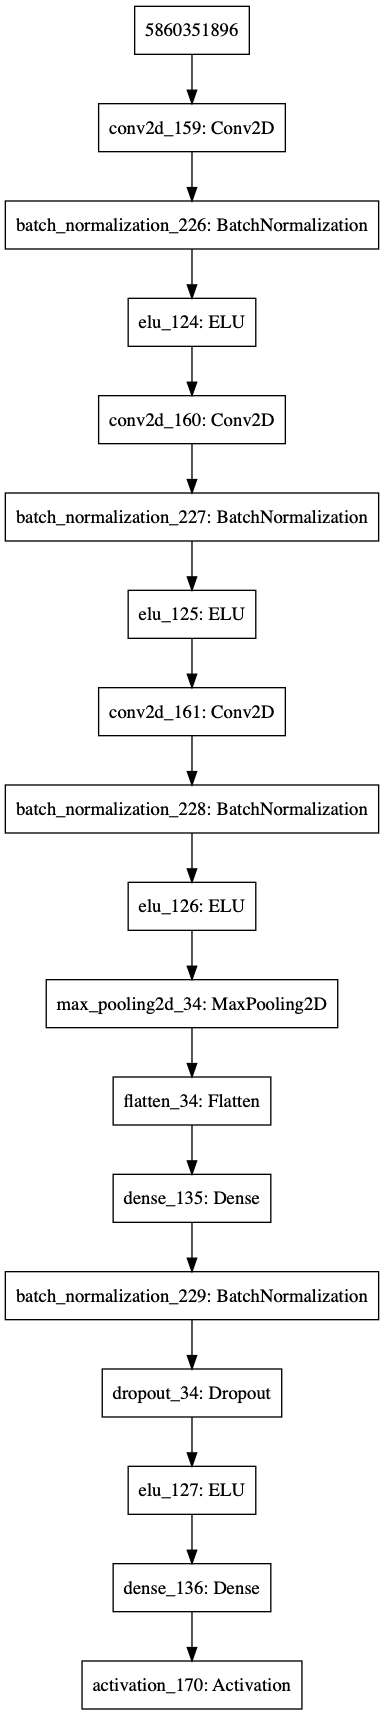 5860351896
conv2d_159: Conv2D
batch_normalization_226: BatchNormalization
elu_124: ELU
conv2d_160: Conv2D
batch_normalization_227: BatchNormalization
elu_125: ELU
conv2d_161: Conv2D
batch_normalization_228: BatchNormalization
elu_126: ELU
max_pooling2d_34: MaxPooling2D
flatten_34: Flatten
dense_135: Dense
batch_normalization_229: BatchNormalization
dropout_34: Dropout
elu_127: ELU
dense_136: Dense
activation_170: Activation